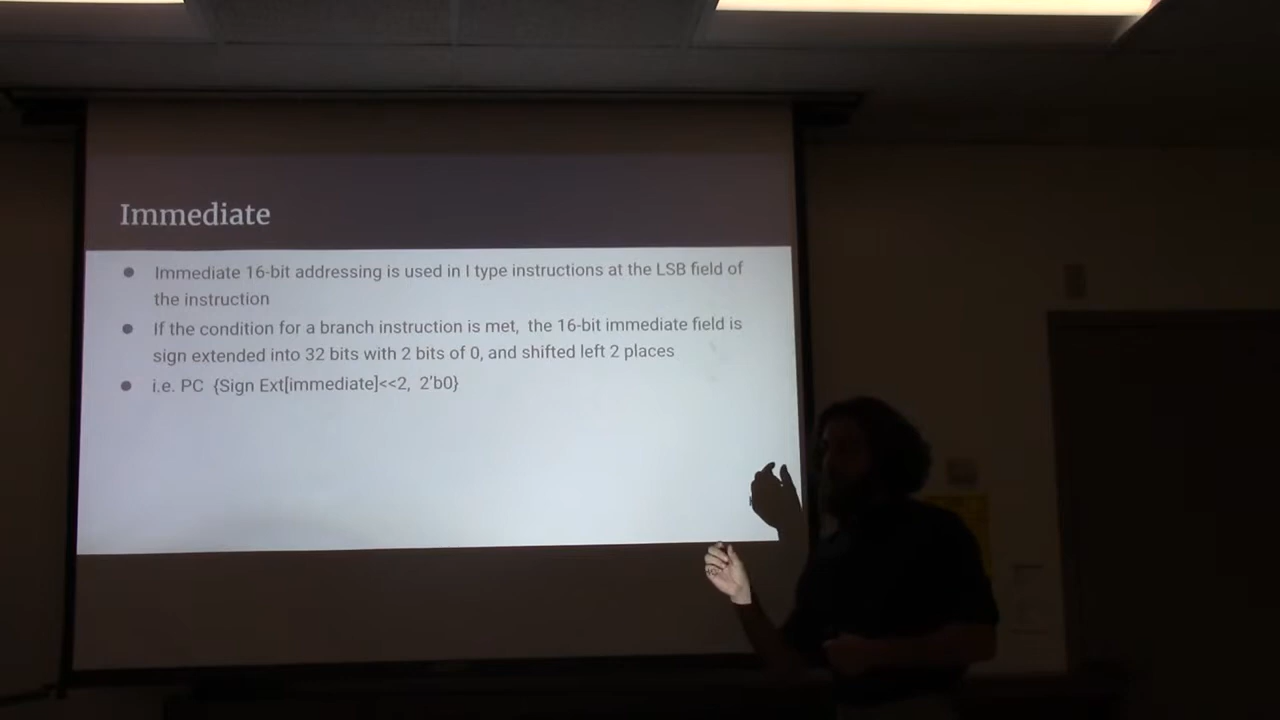 Immediate
● Immediate 16-bit addressing is used in I type instructions at the LSB field of
the instruction
● If the condition for a branch instruction is met, the 16-bit immediate field is
sign extended into 32 bits with 2 bits of 0, and shifted left 2 places
● i.e. PC {Sign Ext[immediate]<<2, 2’b0}